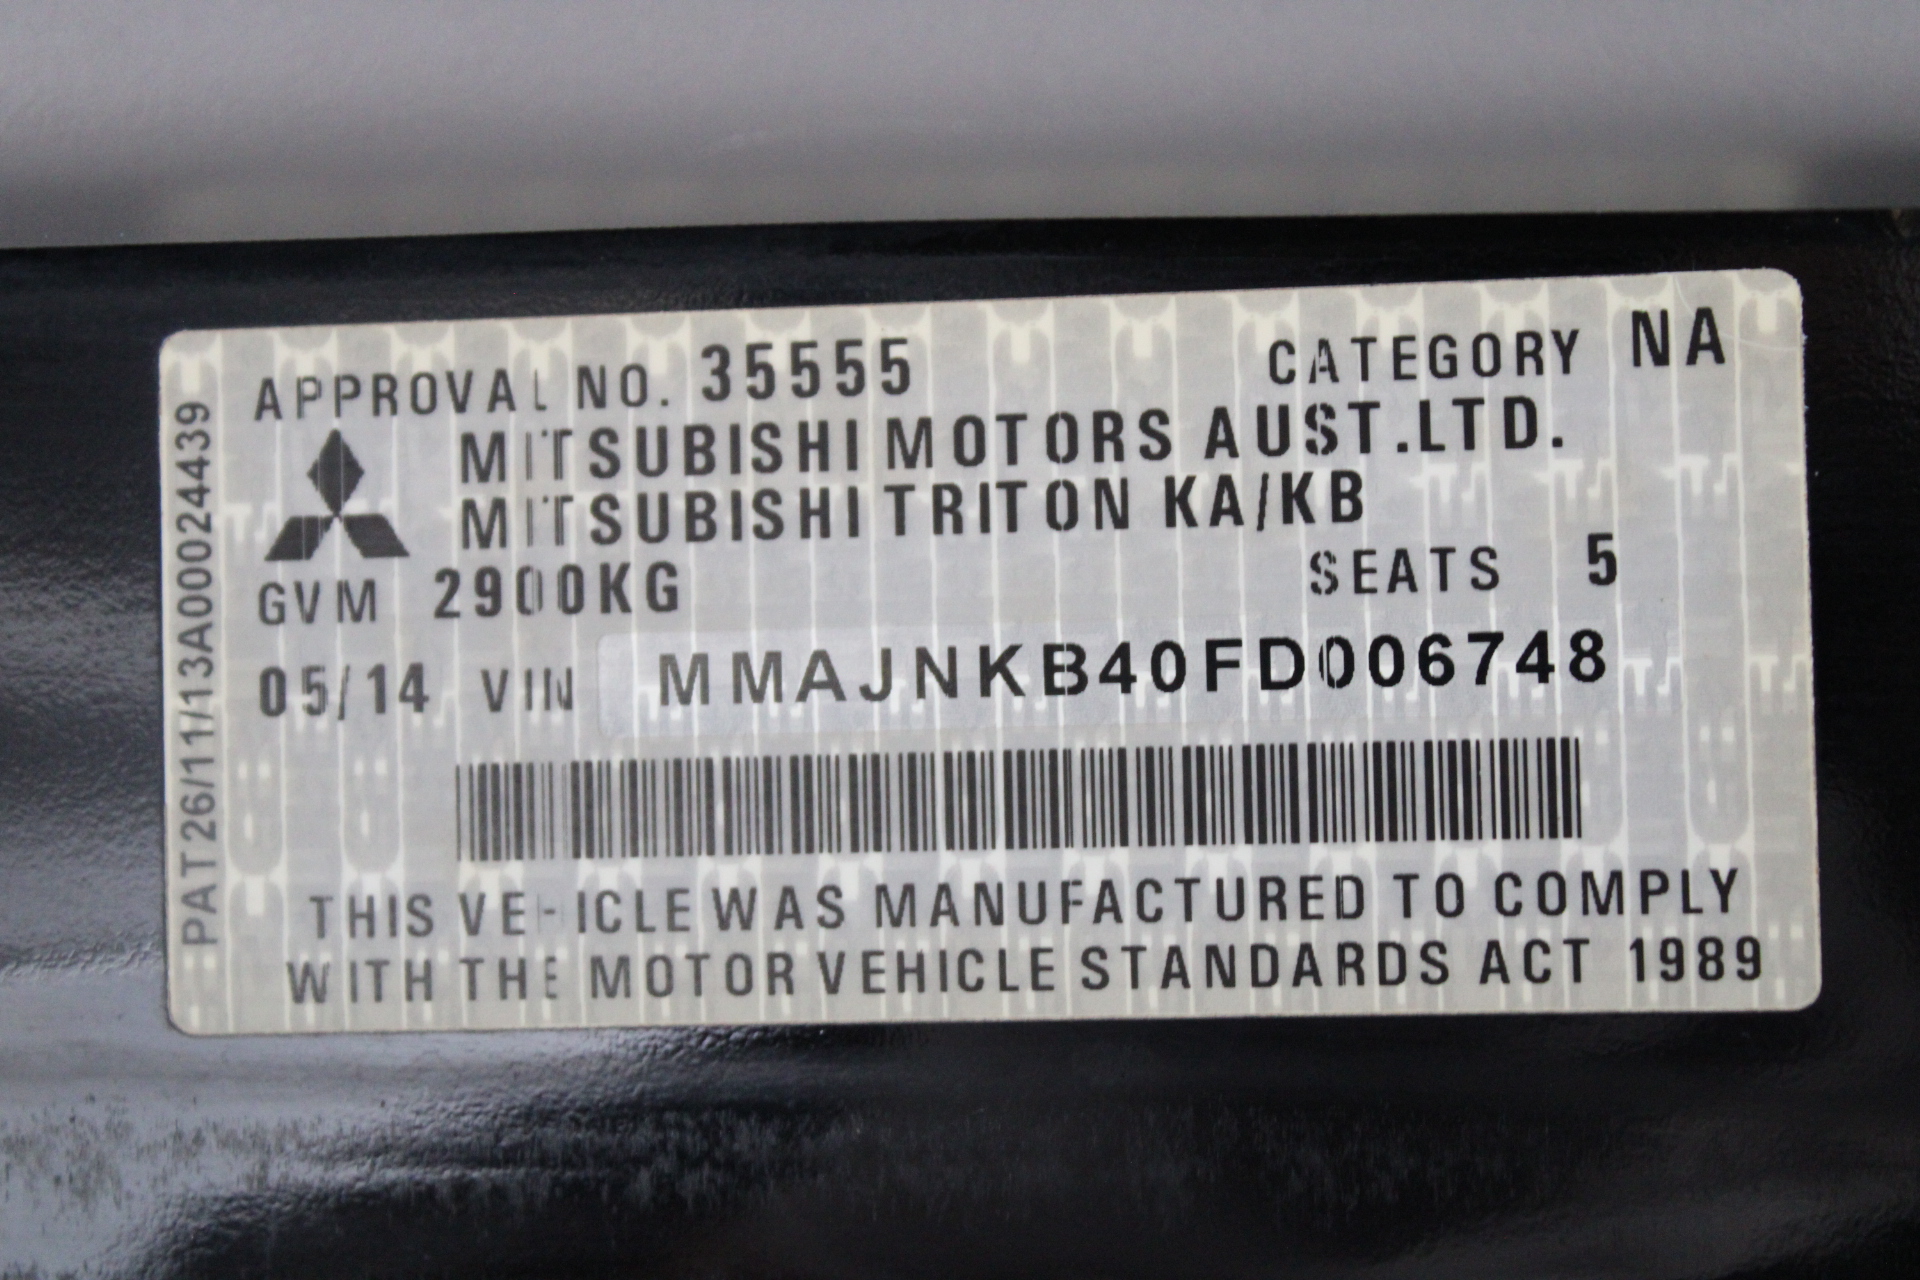 APPROVAL NO. 35555 CATEGORY NA
MITSUBISHI MOTORS AUST.LTD.
MITSUBISHI TRITON KA/KB
GVM 2900KG SEATS 5
05/14 VIN MMAJNKB40FD006748
THIS VEHICLE WAS MANUFACTURED TO COMPLY
WITH THE MOTOR VEHICLE STANDARDS ACT 1989
PAT26/11/13A00024439